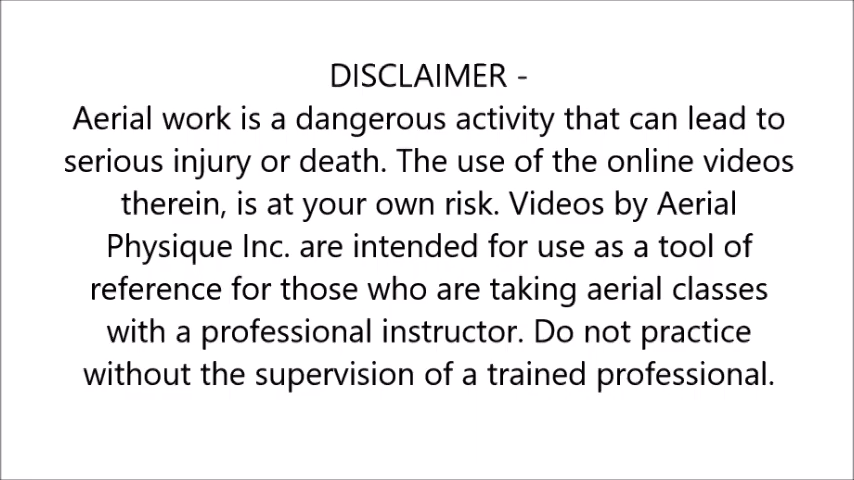 DISCLAIMER -
Aerial work is a dangerous activity that can lead to
serious injury or death. The use of the online videos
therein, is at your own risk. Videos by Aerial
Physique Inc. are intended for use as a tool of
reference for those who are taking aerial classes
with a professional instructor. Do not practice
without the supervision of a trained professional.